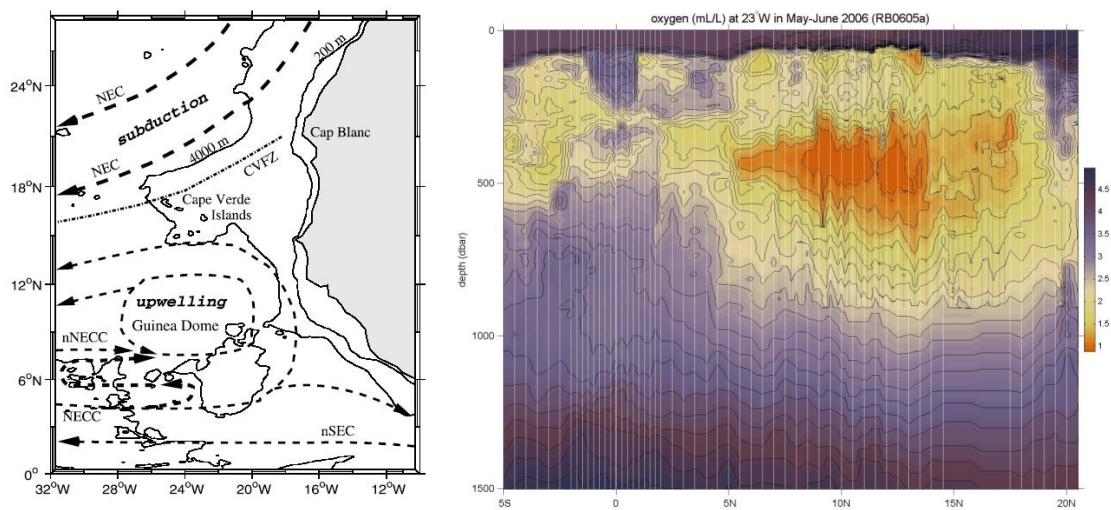 24°N
18°N
12°N
6°N
0°
32°W
28°W
24°W
20°W
16°W
12°W
NEC
subduction
NEC
4000 m
200 m
Cap Blanc
CVFZ
Cape Verde
Islands
upwelling
Guinea Dome
nNECC
NECC
nSEC
oxygen (mL/L) at 23°W in May-June 2006 (RB0605a)
depth (dbar)
0
500
1000
1500
5S
0
5N
10N
15N
20N
4.5
4
3.5
3
2.5
2
1.5
1